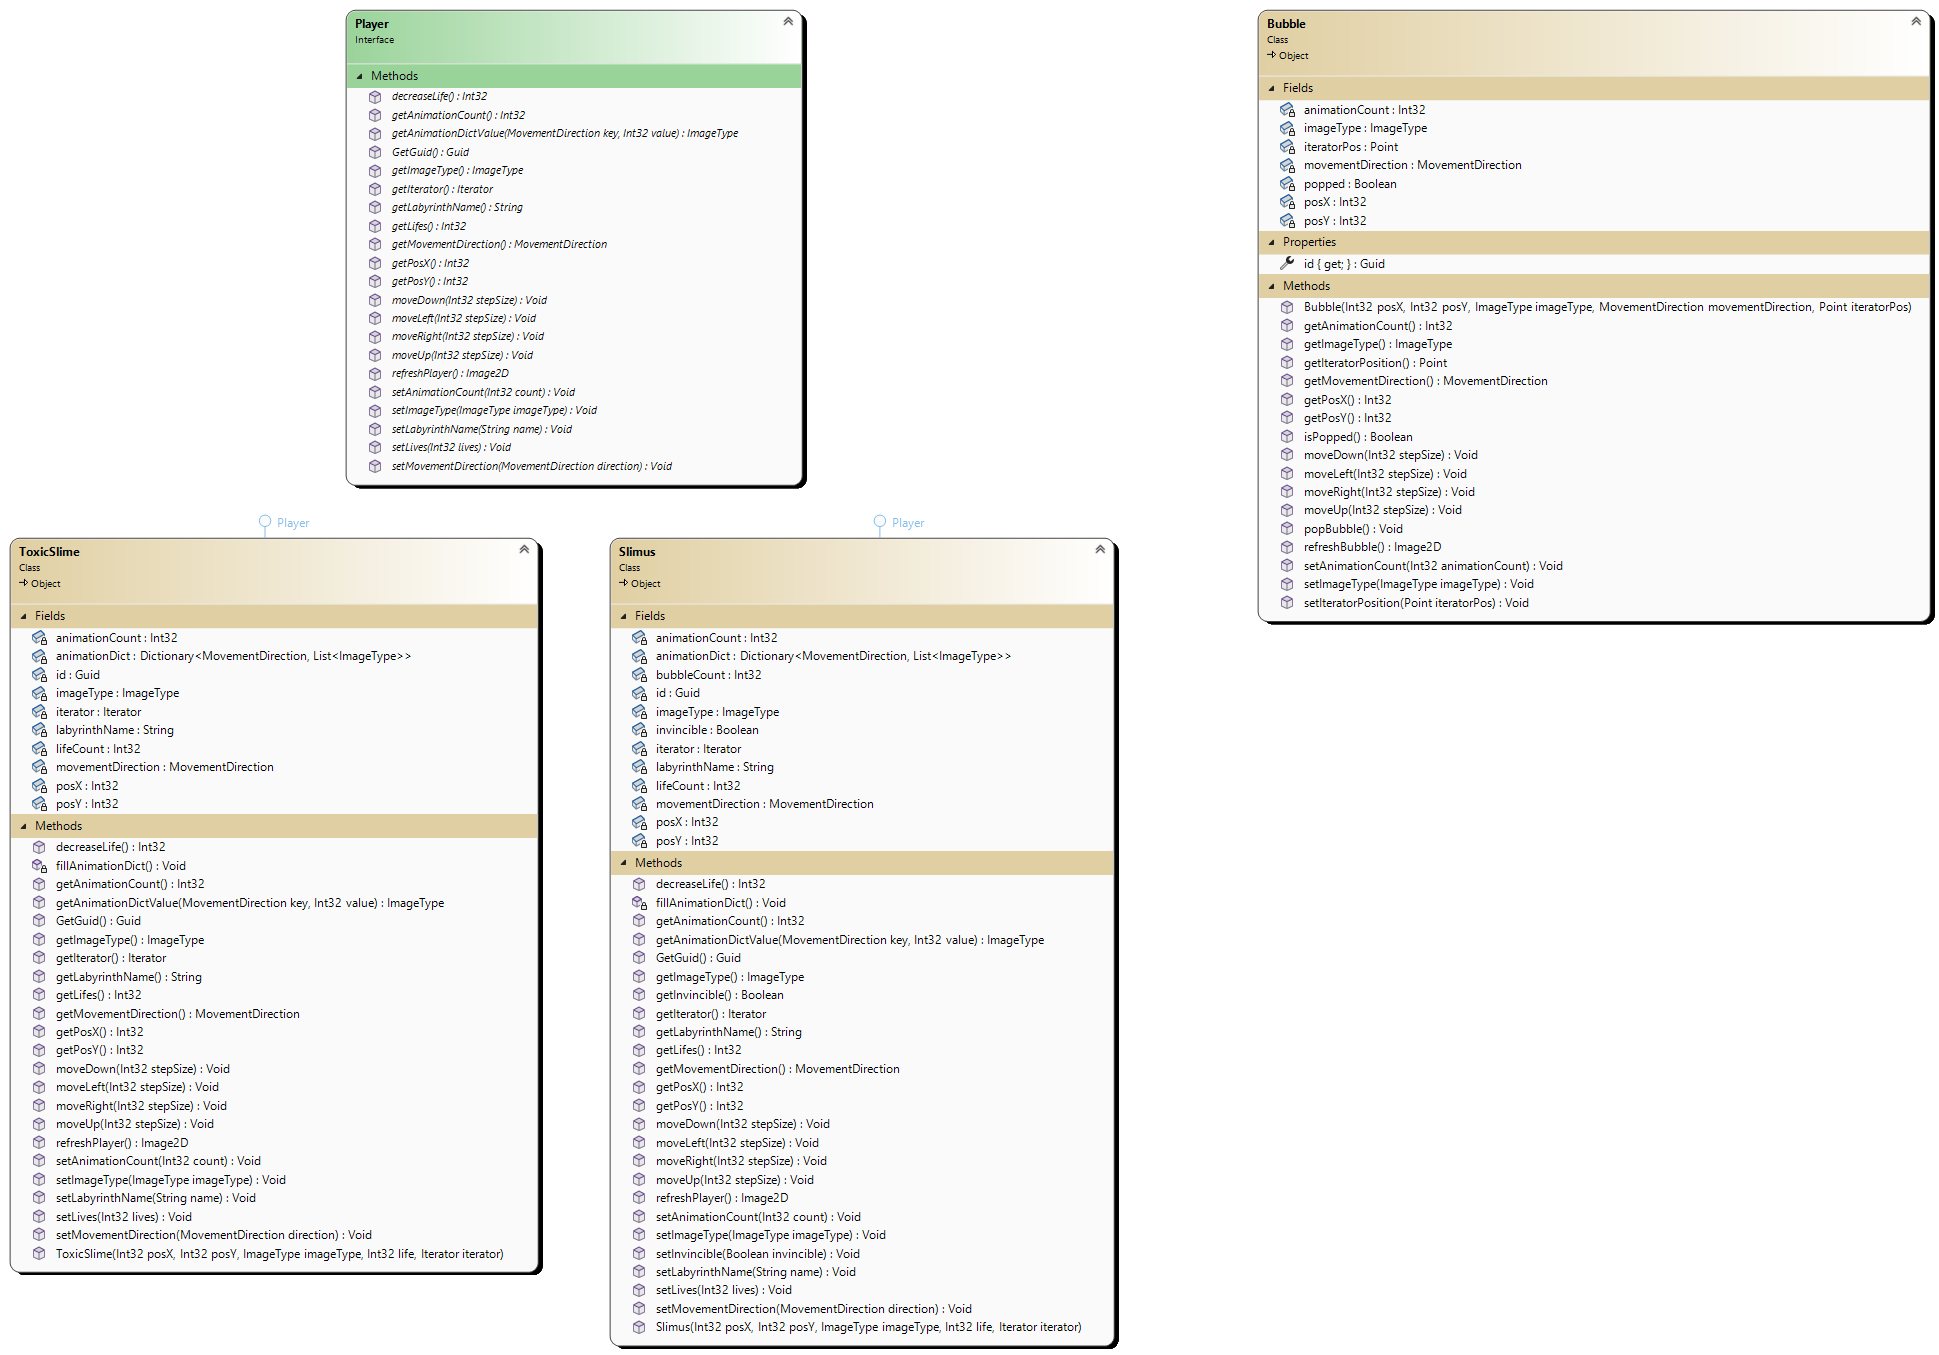 Player
Interface
Methods
decreaseLife() : Int32
getAnimationCount() : Int32
getAnimationDictValue(MovementDirection key, Int32 value) : ImageType
GetGuid() : Guid
getImageType() : ImageType
getIterator() : Iterator
getLabyrinthName() : String
getLifes() : Int32
getMovementDirection() : MovementDirection
getPosX() : Int32
getPosY() : Int32
moveDown(Int32 stepSize) : Void
moveLeft(Int32 stepSize) : Void
moveRight(Int32 stepSize) : Void
moveUp(Int32 stepSize) : Void
refreshPlayer() : Image2D
setAnimationCount(Int32 count) : Void
setImageType(ImageType imageType) : Void
setLabyrinthName(String name) : Void
setLives(Int32 lives) : Void
setMovementDirection(MovementDirection direction) : Void
Bubble
Class
Object
Fields
animationCount : Int32
imageType : ImageType
iteratorPos : Point
movementDirection : MovementDirection
popped : Boolean
posX : Int32
posY : Int32
Properties
id { get; } : Guid
Methods
Bubble(Int32 posX, Int32 posY, ImageType imageType, MovementDirection movementDirection, Point iteratorPos)
getAnimationCount() : Int32
getImageType() : ImageType
getIteratorPosition() : Point
getMovementDirection() : MovementDirection
getPosX() : Int32
getPosY() : Int32
isPopped() : Boolean
moveDown(Int32 stepSize) : Void
moveLeft(Int32 stepSize) : Void
moveRight(Int32 stepSize) : Void
moveUp(Int32 stepSize) : Void
popBubble() : Void
refreshBubble() : Image2D
setAnimationCount(Int32 animationCount) : Void
setImageType(ImageType imageType) : Void
setIteratorPosition(Point iteratorPos) : Void
Player
ToxicSlime
Class
Object
Fields
animationCount : Int32
animationDict : Dictionary<MovementDirection, List<ImageType>>
id : Guid
imageType : ImageType
iterator : Iterator
labyrinthName : String
lifeCount : Int32
movementDirection : MovementDirection
posX : Int32
posY : Int32
Methods
decreaseLife() : Int32
fillAnimationDict() : Void
getAnimationCount() : Int32
getAnimationDictValue(MovementDirection key, Int32 value) : ImageType
GetGuid() : Guid
getImageType() : ImageType
getIterator() : Iterator
getLabyrinthName() : String
getLifes() : Int32
getMovementDirection() : MovementDirection
getPosX() : Int32
getPosY() : Int32
moveDown(Int32 stepSize) : Void
moveLeft(Int32 stepSize) : Void
moveRight(Int32 stepSize) : Void
moveUp(Int32 stepSize) : Void
refreshPlayer() : Image2D
setAnimationCount(Int32 count) : Void
setImageType(ImageType imageType) : Void
setLabyrinthName(String name) : Void
setLives(Int32 lives) : Void
setMovementDirection(MovementDirection direction) : Void
ToxicSlime(Int32 posX, Int32 posY, ImageType imageType, Int32 life, Iterator iterator)
Player
Slimus
Class
Object
Fields
animationCount : Int32
animationDict : Dictionary<MovementDirection, List<ImageType>>
bubbleCount : Int32
id : Guid
imageType : ImageType
invincible : Boolean
iterator : Iterator
labyrinthName : String
lifeCount : Int32
movementDirection : MovementDirection
posX : Int32
posY : Int32
Methods
decreaseLife() : Int32
fillAnimationDict() : Void
getAnimationCount() : Int32
getAnimationDictValue(MovementDirection key, Int32 value) : ImageType
GetGuid() : Guid
getImageType() : ImageType
getInvincible() : Boolean
getIterator() : Iterator
getLabyrinthName() : String
getLifes() : Int32
getMovementDirection() : MovementDirection
getPosX() : Int32
getPosY() : Int32
moveDown(Int32 stepSize) : Void
moveLeft(Int32 stepSize) : Void
moveRight(Int32 stepSize) : Void
moveUp(Int32 stepSize) : Void
refreshPlayer() : Image2D
setAnimationCount(Int32 count) : Void
setImageType(ImageType imageType) : Void
setInvincible(Boolean invincible) : Void
setLabyrinthName(String name) : Void
setLives(Int32 lives) : Void
setMovementDirection(MovementDirection direction) : Void
Slimus(Int32 posX, Int32 posY, ImageType imageType, Int32 life, Iterator iterator)